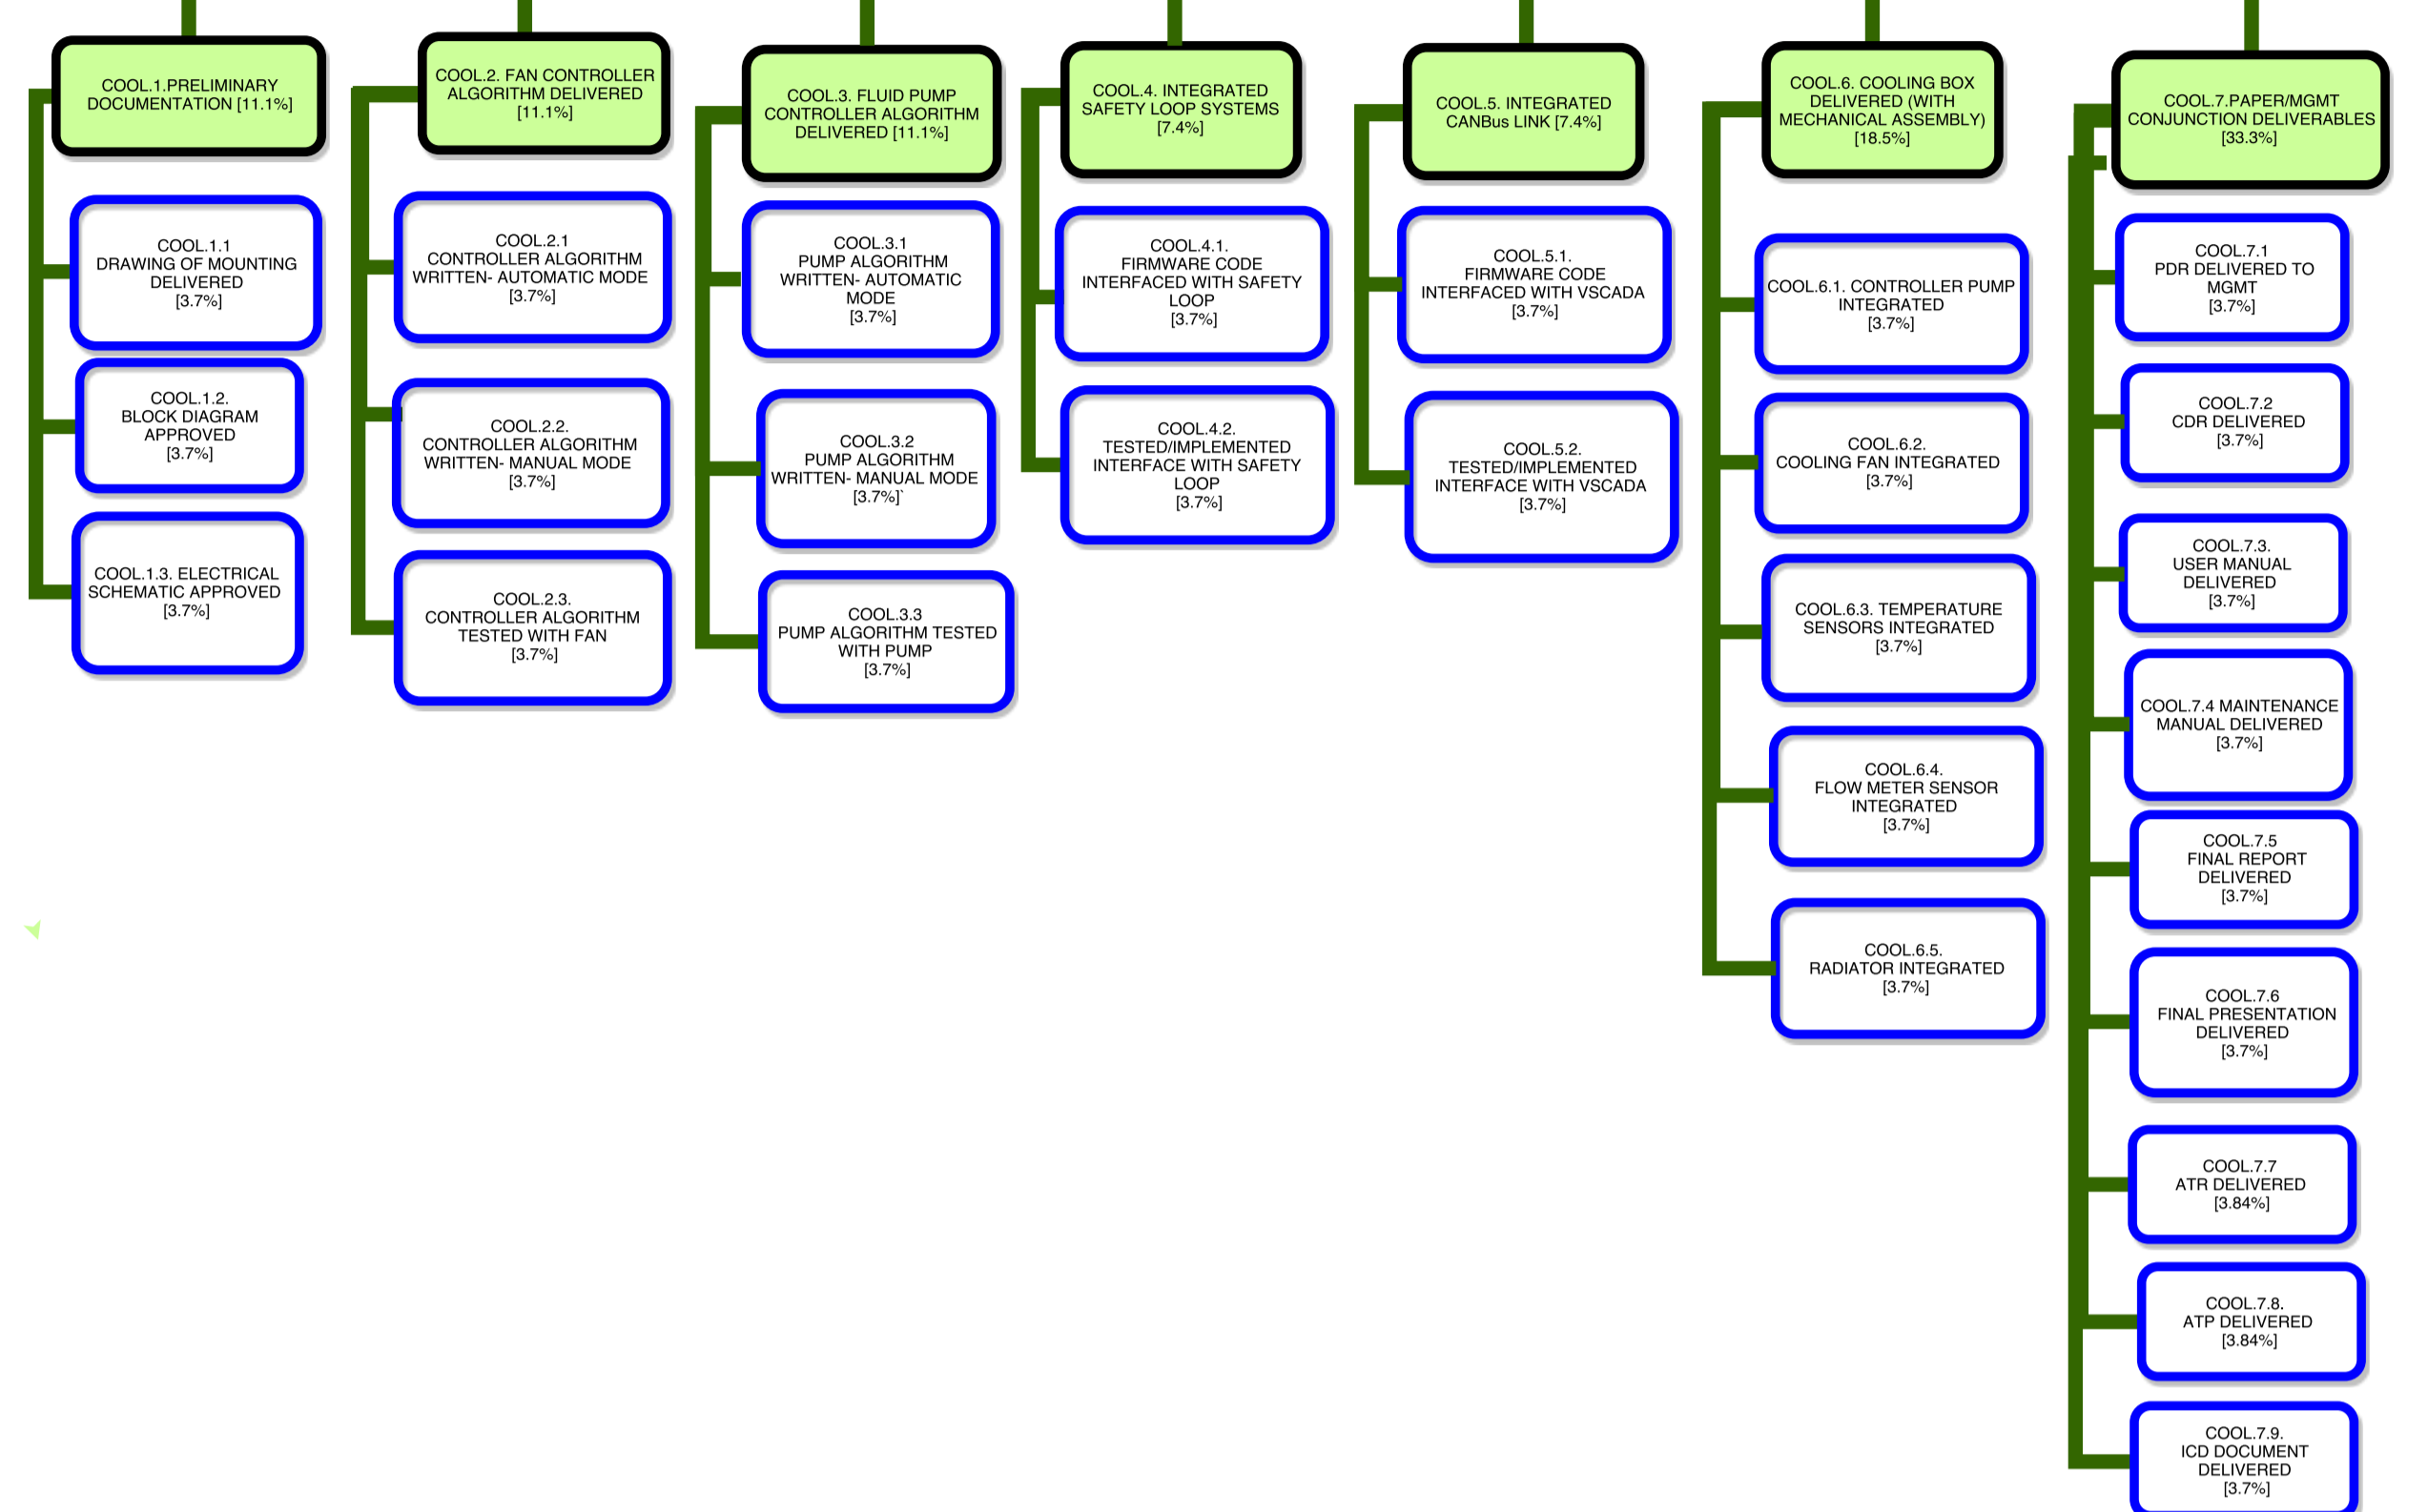 COOL.1.PRELIMINARY
DOCUMENTATION [11.1%]
COOL.1.1
DRAWING OF MOUNTING
DELIVERED
[3.7%]
COOL.1.2.
BLOCK DIAGRAM
APPROVED
[3.7%]
COOL.1.3. ELECTRICAL
SCHEMATIC APPROVED
[3.7%]
COOL.2. FAN CONTROLLER
ALGORITHM DELIVERED
[11.1%]
COOL.2.1
CONTROLLER ALGORITHM
WRITTEN- AUTOMATIC MODE
[3.7%]
COOL.2.2.
CONTROLLER ALGORITHM
WRITTEN- MANUAL MODE
[3.7%]
COOL.2.3.
CONTROLLER ALGORITHM
TESTED WITH FAN
[3.7%]
COOL.3. FLUID PUMP
CONTROLLER ALGORITHM
DELIVERED [11.1%]
COOL.3.1
PUMP ALGORITHM
WRITTEN- AUTOMATIC
MODE
[3.7%]
COOL.3.2
PUMP ALGORITHM
WRITTEN- MANUAL MODE
[3.7%]`
COOL.3.3
PUMP ALGORITHM TESTED
WITH PUMP
[3.7%]
COOL.4. INTEGRATED
SAFETY LOOP SYSTEMS
[7.4%]
COOL.4.1.
FIRMWARE CODE
INTERFACED WITH SAFETY
LOOP
[3.7%]
COOL.4.2.
TESTED/IMPLEMENTED
INTERFACE WITH SAFETY
LOOP
[3.7%]
COOL.5. INTEGRATED
CANBus LINK [7.4%]
COOL.5.1.
FIRMWARE CODE
INTERFACED WITH VSCADA
[3.7%]
COOL.5.2.
TESTED/IMPLEMENTED
INTERFACE WITH VSCADA
[3.7%]
COOL.6. COOLING BOX
DELIVERED (WITH
MECHANICAL ASSEMBLY)
[18.5%]
COOL.6.1. CONTROLLER PUMP
INTEGRATED
[3.7%]
COOL.6.2.
COOLING FAN INTEGRATED
[3.7%]
COOL.6.3. TEMPERATURE
SENSORS INTEGRATED
[3.7%]
COOL.6.4.
FLOW METER SENSOR
INTEGRATED
[3.7%]
COOL.6.5.
RADIATOR INTEGRATED
[3.7%]
COOL.7.PAPER/MGMT
CONJUNCTION DELIVERABLES
[33.3%]
COOL.7.1
PDR DELIVERED TO
MGMT
[3.7%]
COOL.7.2
CDR DELIVERED
[3.7%]
COOL.7.3.
USER MANUAL
DELIVERED
[3.7%]
COOL.7.4 MAINTENANCE
MANUAL DELIVERED
[3.7%]
COOL.7.5
FINAL REPORT
DELIVERED
[3.7%]
COOL.7.6
FINAL PRESENTATION
DELIVERED
[3.7%]
COOL.7.7
ATR DELIVERED
[3.84%]
COOL.7.8.
ATP DELIVERED
[3.84%]
COOL.7.9.
ICD DOCUMENT
DELIVERED
[3.7%]